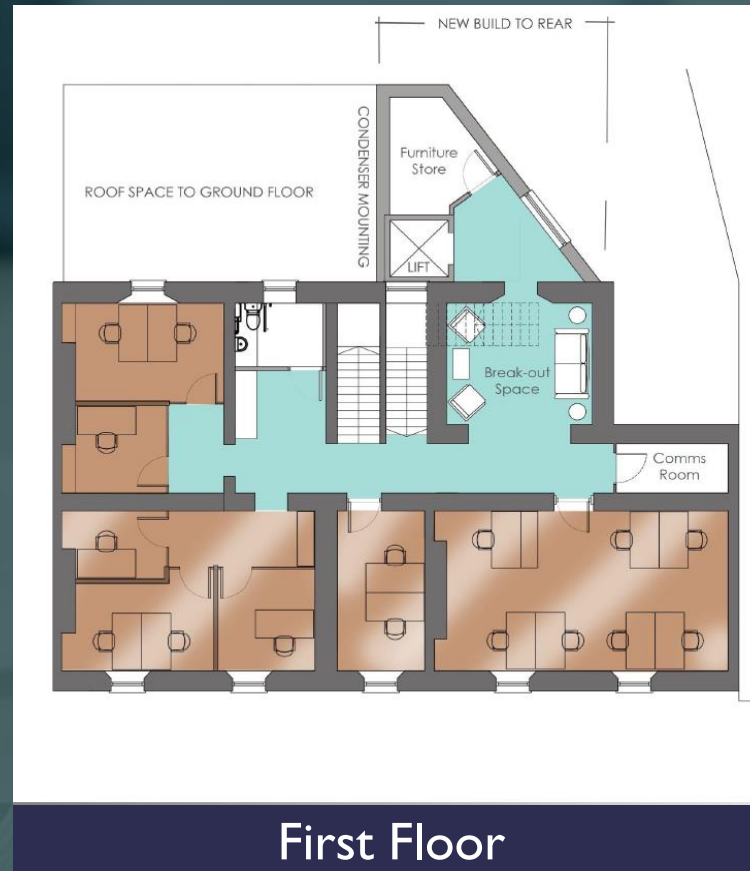 NEW BUILD TO REAR
CONDENSER MOUNTING
Furniture
Store
ROOF SPACE TO GROUND FLOOR
LIFT
Break-out
Space
Comms
Room
First Floor